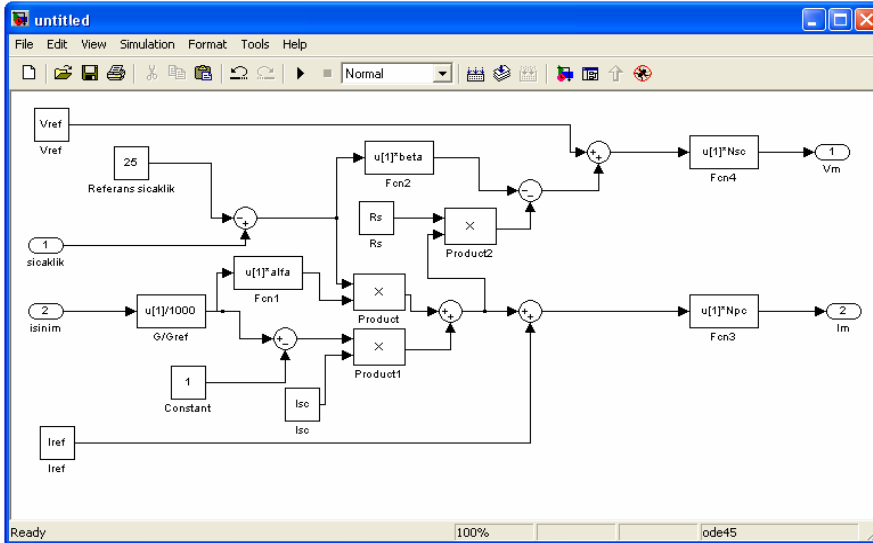 untitled
File Edit View Simulation Format Tools Help
Normal
Vref
Vref
25
Referans sicaklik
u[1]*beta
Fcn2
u[1]*Nsc
Fcn4
1
Vm
Rs
Rs
Product2
1
sicaklik
u[1]*alfa
Fcn1
2
isinim
u[1]/1000
G/Gref
Product
Product1
u[1]*Npc
Fcn3
2
Im
1
Constant
Isc
Isc
Iref
Iref
Ready 100% ode45